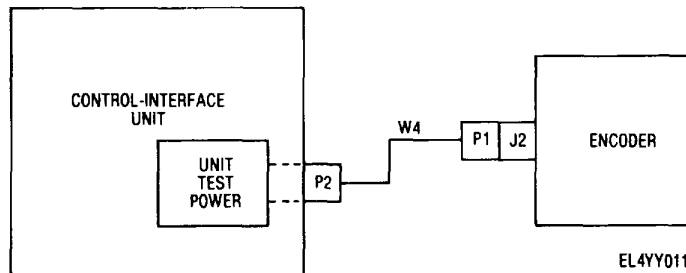 CONTROL-INTERFACE
UNIT
UNIT
TEST
POWER
P2
W4
P1
J2
ENCODER
EL4YY011